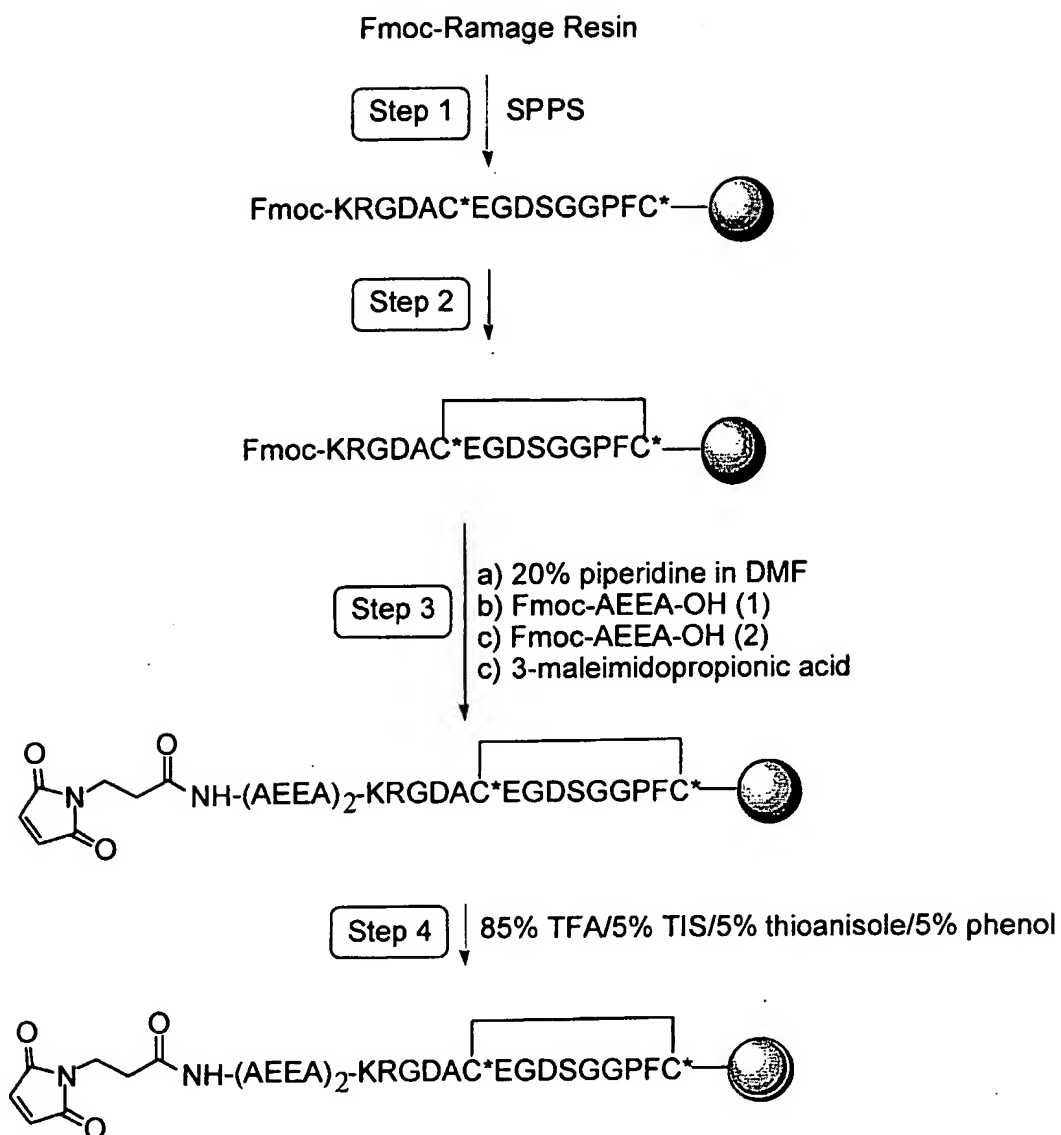 Fmoc-Ramage Resin
Step 1
SPPS
Fmoc-KRGDAC*EGDSGGPFC*
Step 2
Fmoc-KRGDAC*EGDSGGPFC*
Step 3
a) 20% piperidine in DMF
b) Fmoc-AEEA-OH (1)
c) Fmoc-AEEA-OH (2)
c) 3-maleimidopropionic acid
O
O
N
O
NH-(AEEA)2-KRGDAC*EGDSGGPFC*
Step 4
85% TFA/5% TIS/5% thioanisole/5% phenol
O
O
N
O
NH-(AEEA)2-KRGDAC*EGDSGGPFC*